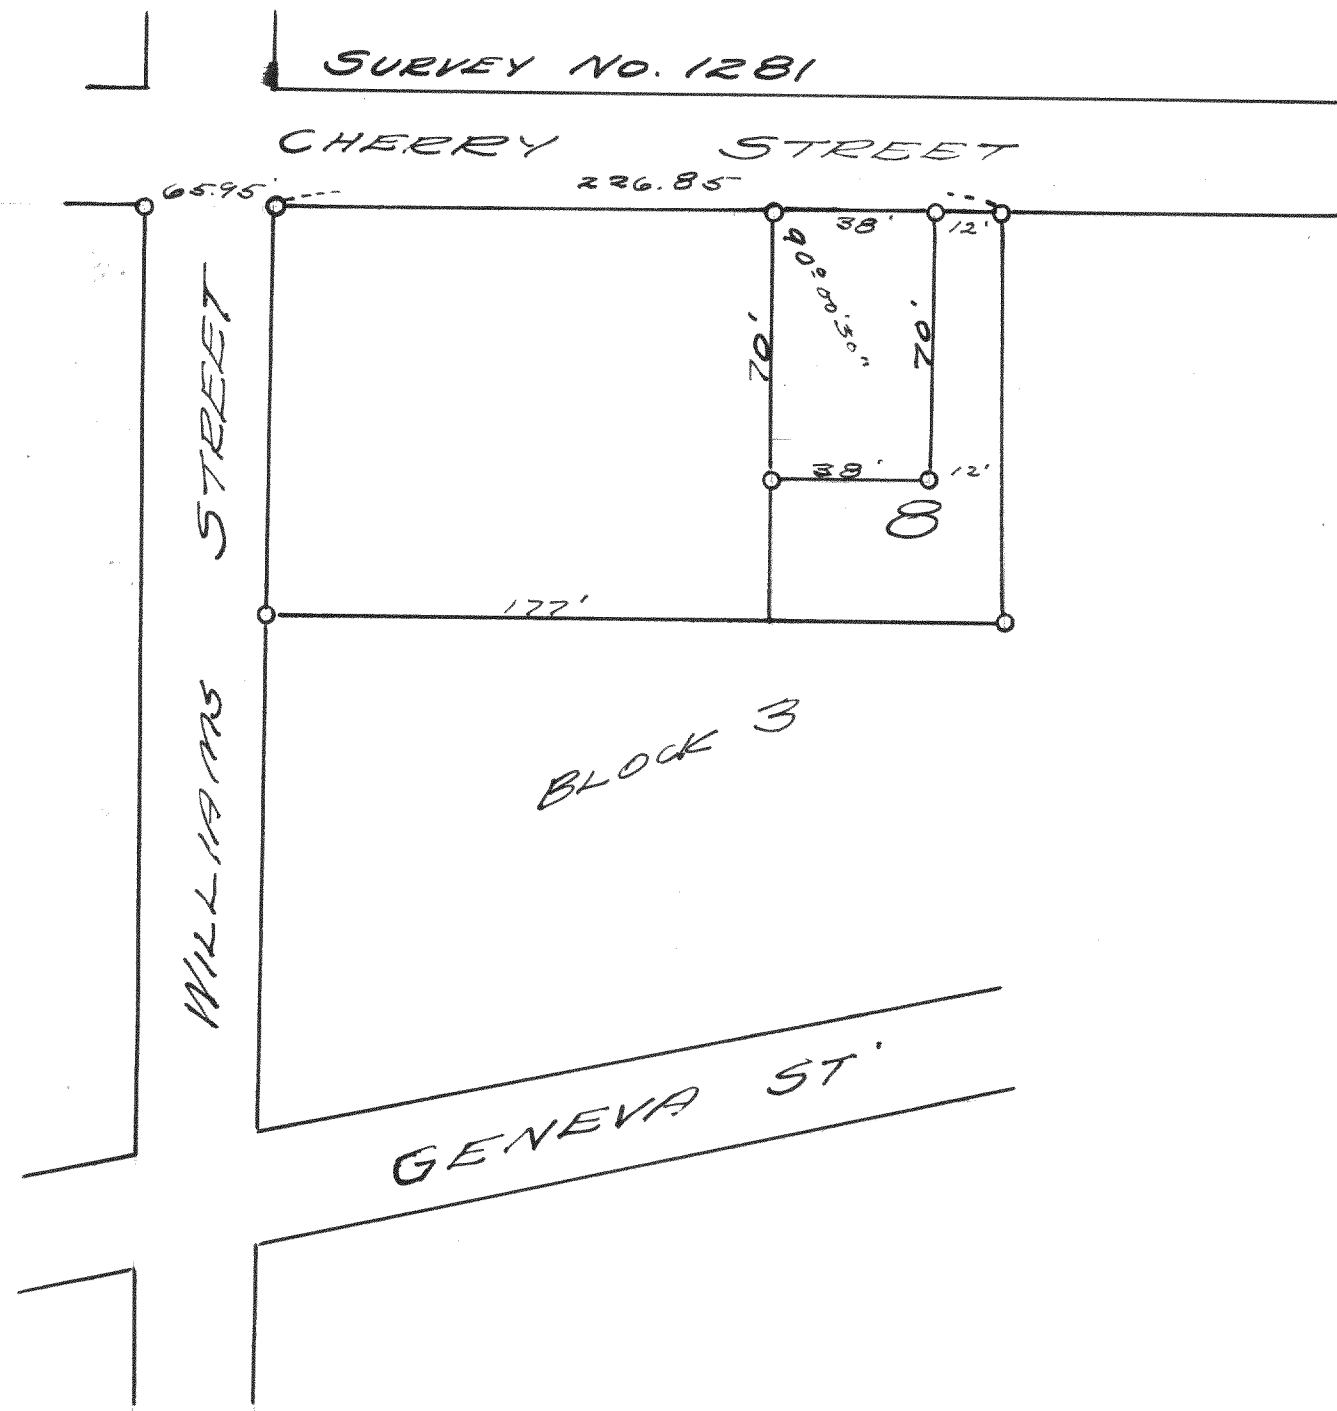 SURVEY No. 1281
CHERRY STREET
65.95'
226.85
38'
12'
90° 00' 30"
70'
70'
38'
12'
8
177'
WILLIAMS STREET
BLOCK 3
GENEVA ST.